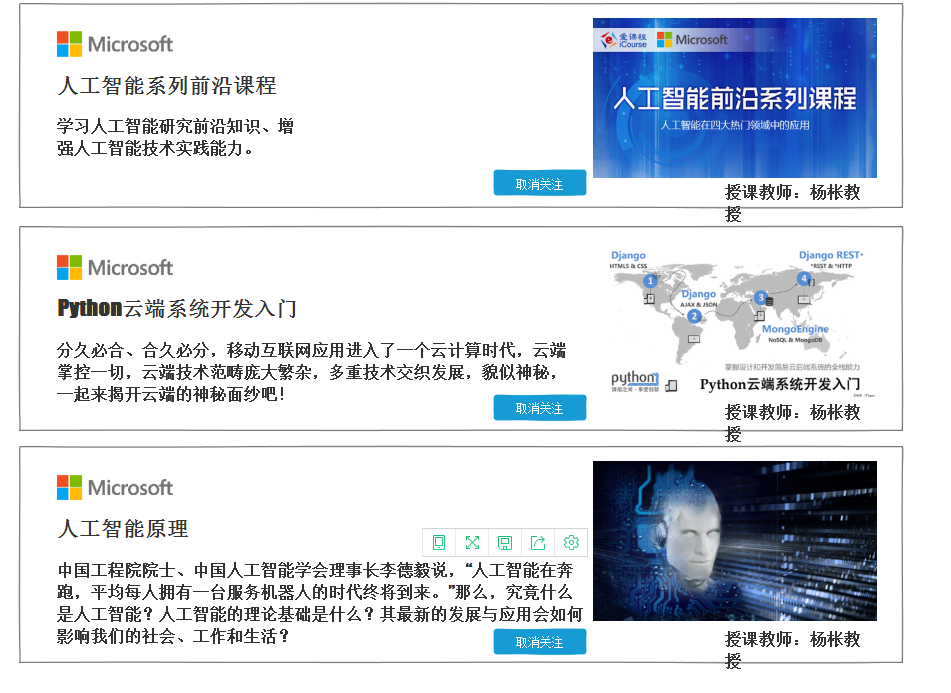 Microsoft
人工智能系列前沿课程
学习人工智能研究前沿知识、增
强人工智能技术实践能力。
取消关注
爱课程
iCourse
Microsoft
人工智能前沿系列课程
人工智能在四大热门领域中的应用
授课教师：杨枨教
授
Microsoft
Python云端系统开发入门
分久必合、合久必分，移动互联网应用进入了一个云计算时代，云端
掌控一切，云端技术范畴庞大繁杂，多重技术交织发展，貌似神秘，
一起来揭开云端的神秘面纱吧！
取消关注
Django
HTML5 & CSS
1
Django
AJAX & JSON
2
3
Django REST
*REST & *HTTP
4
MongoEngine
NoSQL & MongoDB
掌握设计和开发简易云后端系统的全栈能力
python
Python云端系统开发入门
授课教师：杨枨教
授
Microsoft
人工智能原理
中国工程院院士、中国人工智能学会理事长李德毅说，“人工智能在奔
跑，平均每人拥有一台服务机器人的时代终将到来。”那么，究竟什么
是人工智能？人工智能的理论基础是什么？其最新的发展与应用会如何
影响我们的社会、工作和生活？
取消关注
授课教师：杨枨教
授